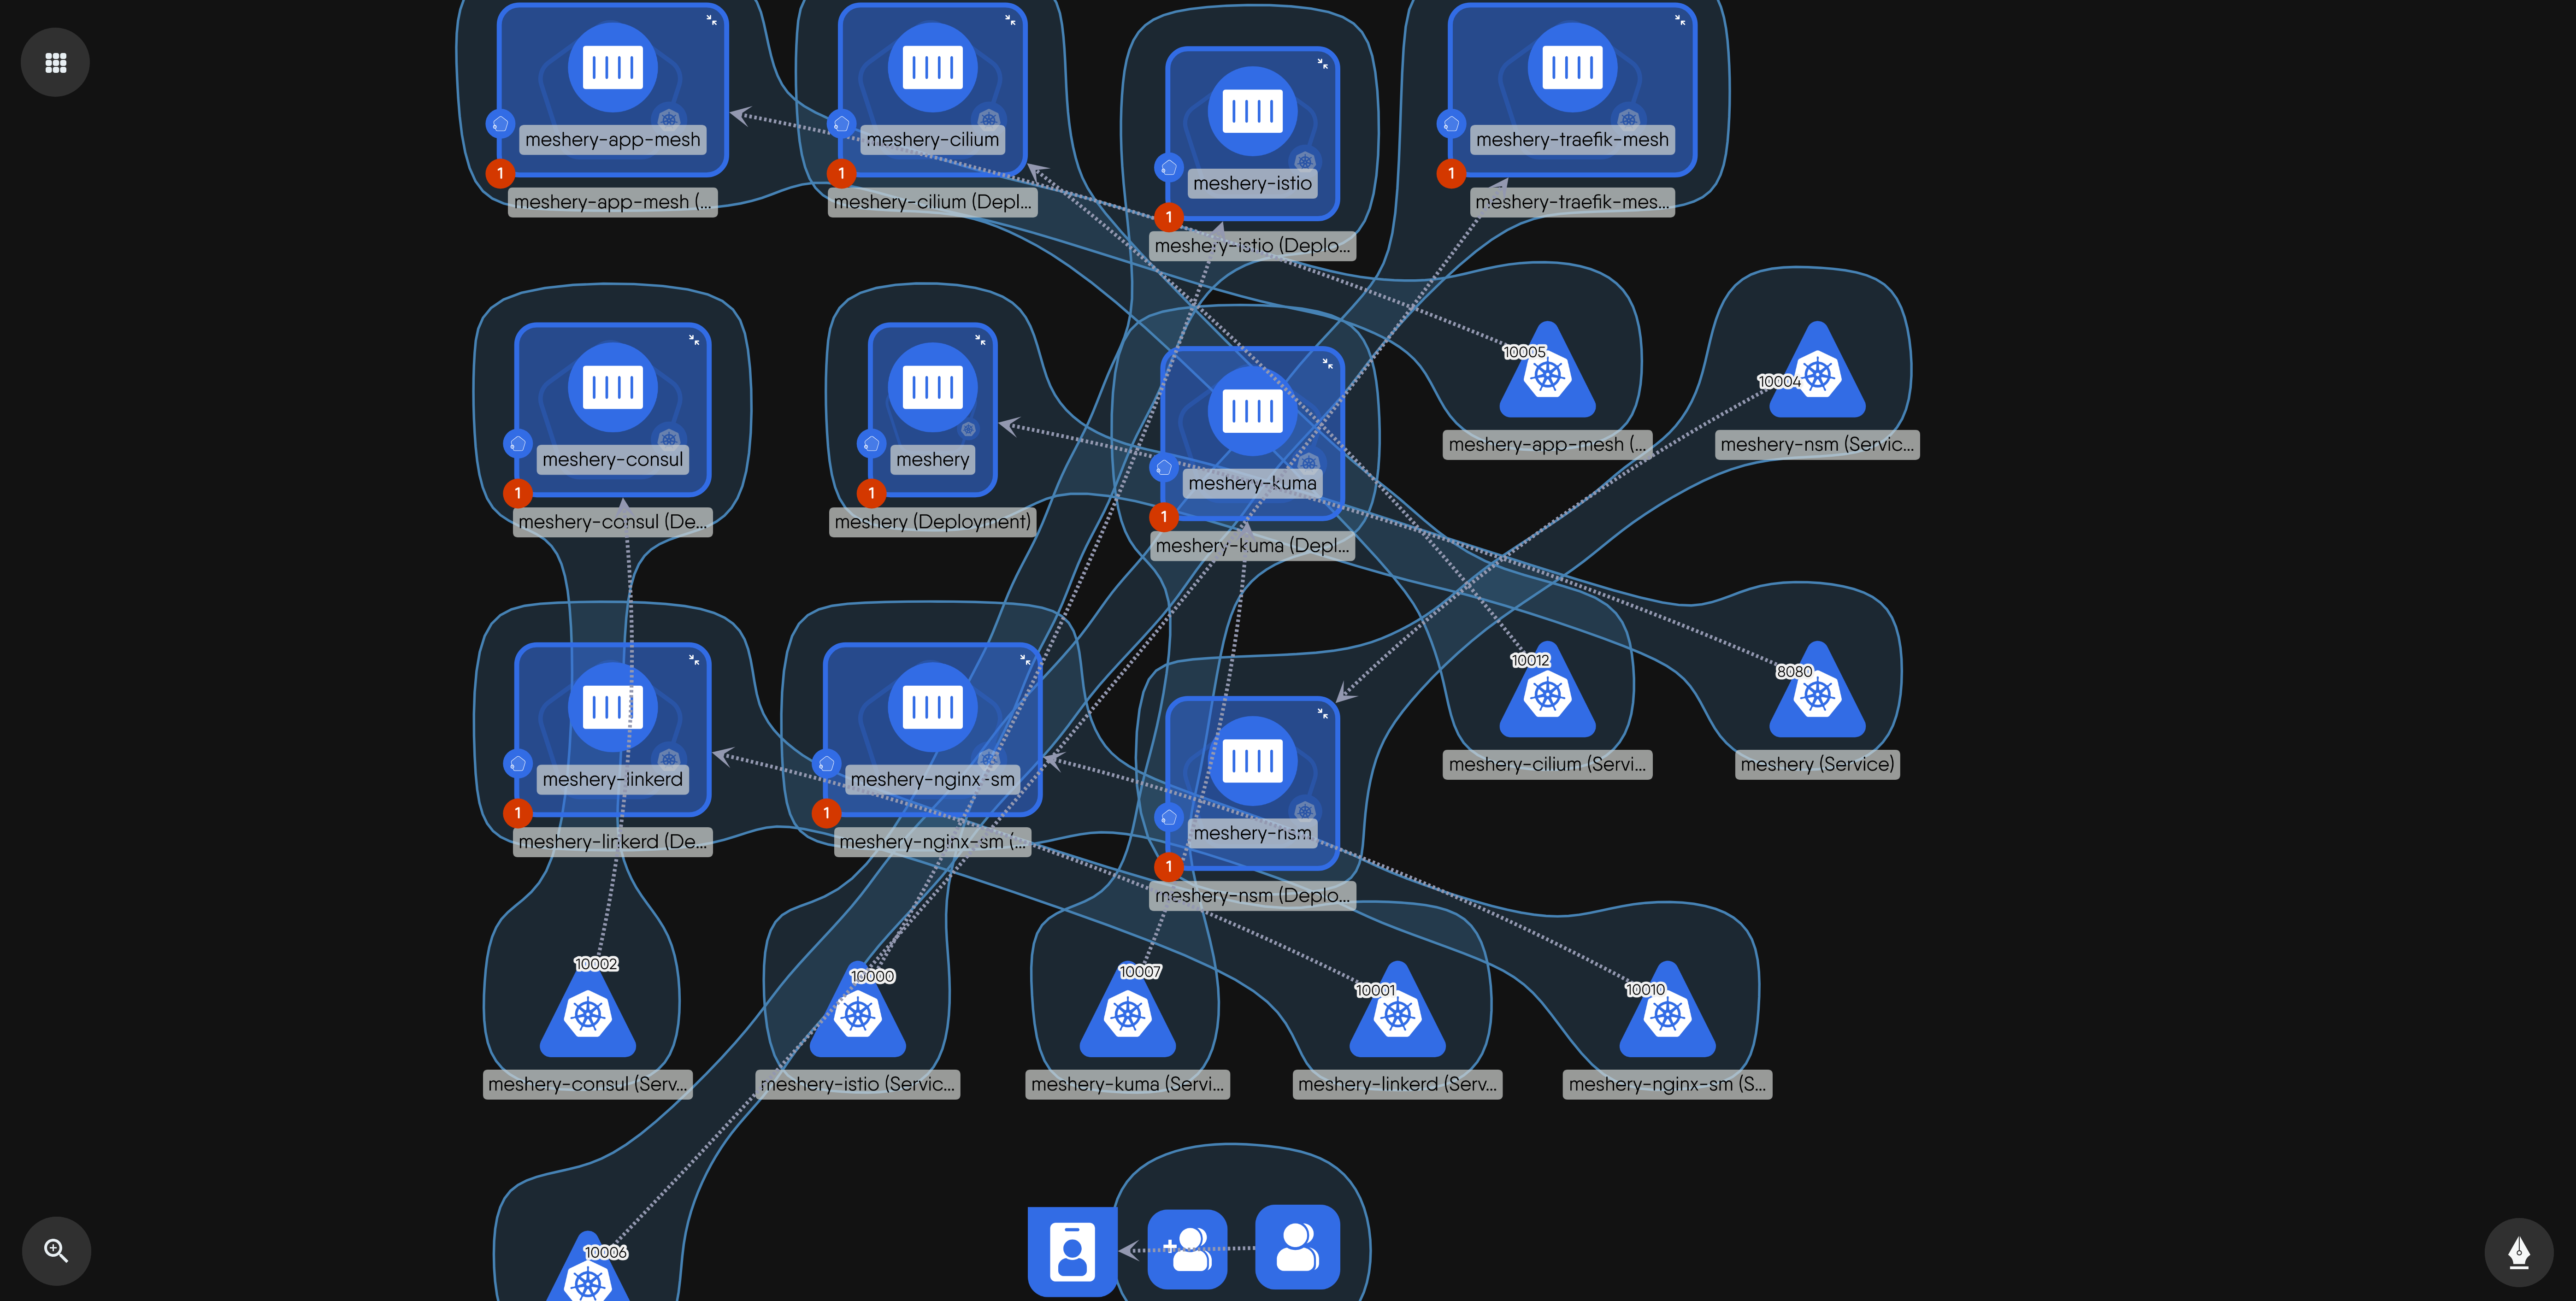 meshery-app-mesh
1
meshery-app-mesh (...
meshery-cilium
1
meshery-cilium (Depl...
meshery-istio
1
meshery-istio (Deplo...
meshery-traefik-mesh
1
meshery-traefik-mes...
meshery-consul
1
meshery-consul (De...
meshery
1
meshery (Deployment)
meshery-kuma
1
meshery-kuma (Depl...
10005
meshery-app-mesh (...
10004
meshery-nsm (Servic...
meshery-linkerd
1
meshery-linkerd (De...
meshery-nginx-sm
1
meshery-nginx-sm (...
meshery-nsm
1
meshery-nsm (Deplo...
10012
meshery-cilium (Servi...
8080
meshery (Service)
10002
meshery-consul (Serv...
10000
meshery-istio (Servic...
10007
meshery-kuma (Servi...
10001
meshery-linkerd (Serv...
10010
meshery-nginx-sm (S...
10006